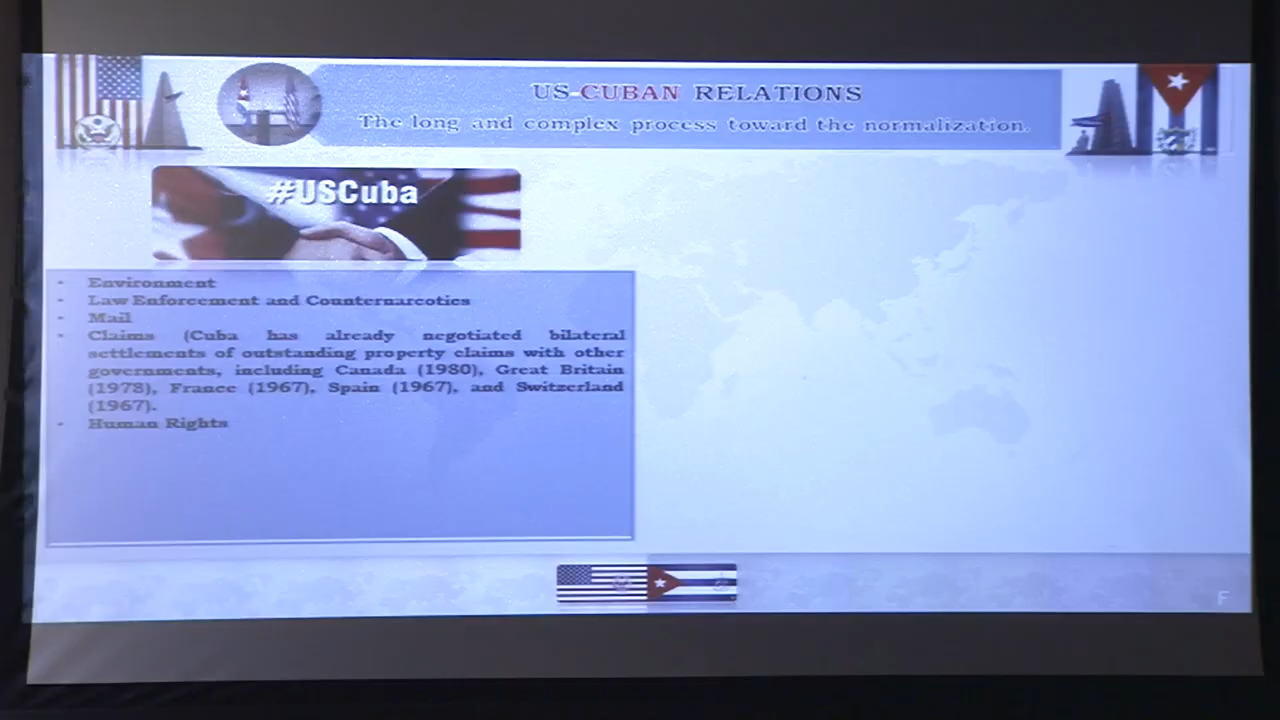 US-CUBAN RELATIONS
The long and complex process toward the normalization.
#USCuba
• Environment
• Law Enforcement and Counternarcotics
• Mail
• Claims (Cuba has already negotiated bilateral
settlements of outstanding property claims with other
governments, including Canada (1980), Great Britain
(1978), France (1967), Spain (1967), and Switzerland
(1967).
• Human Rights
F